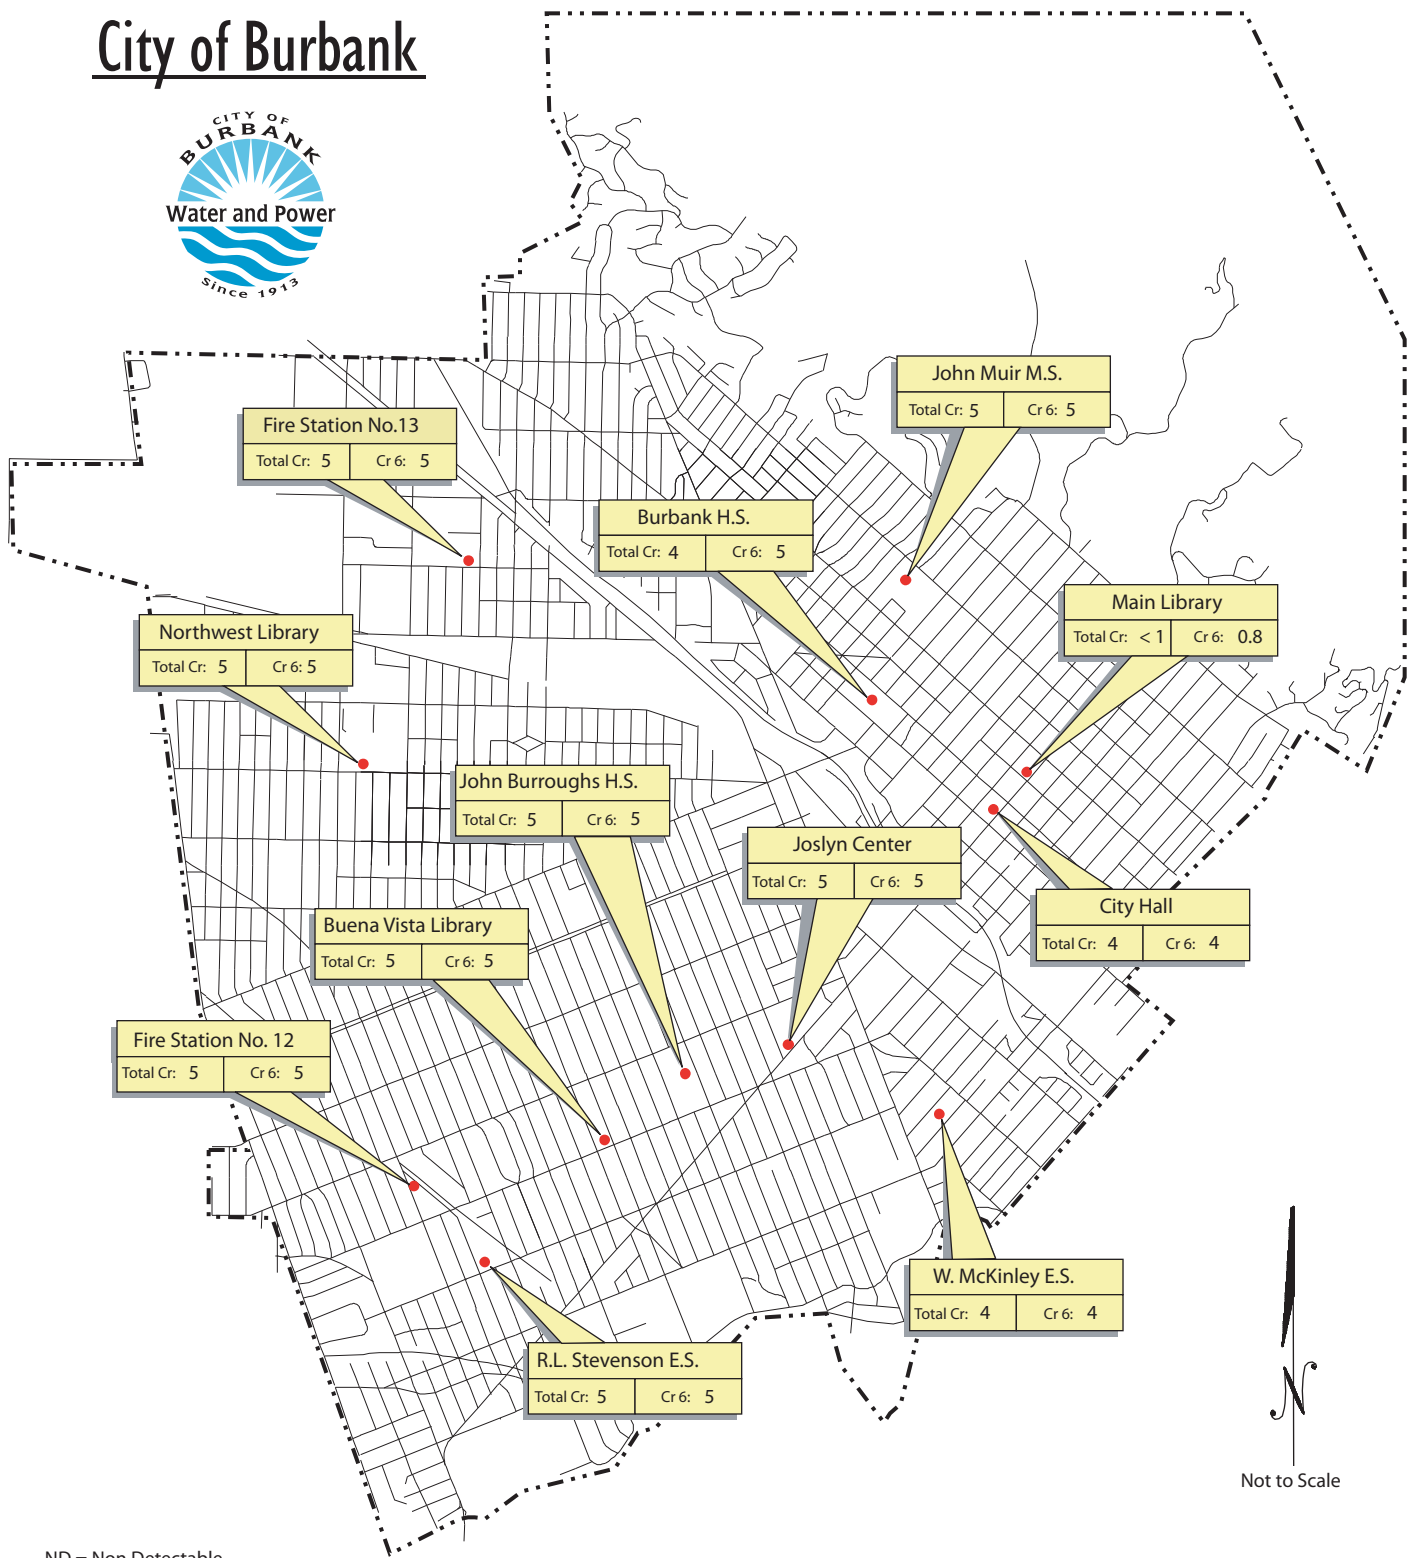 City of Burbank
CITY OF
BURBANK
Water and Power
Since 1913
John Muir M.S.
Total Cr: 5 Cr 6: 5
Fire Station No.13
Total Cr: 5 Cr 6: 5
Burbank H.S.
Total Cr: 4 Cr 6: 5
Main Library
Total Cr: < 1 Cr 6: 0.8
Northwest Library
Total Cr: 5 Cr 6: 5
John Burroughs H.S.
Total Cr: 5 Cr 6: 5
Joslyn Center
Total Cr: 5 Cr 6: 5
City Hall
Total Cr: 4 Cr 6: 4
Buena Vista Library
Total Cr: 5 Cr 6: 5
Fire Station No. 12
Total Cr: 5 Cr 6: 5
W. McKinley E.S.
Total Cr: 4 Cr 6: 4
R.L. Stevenson E.S.
Total Cr: 5 Cr 6: 5
N
Not to Scale
ND = Non Detectable